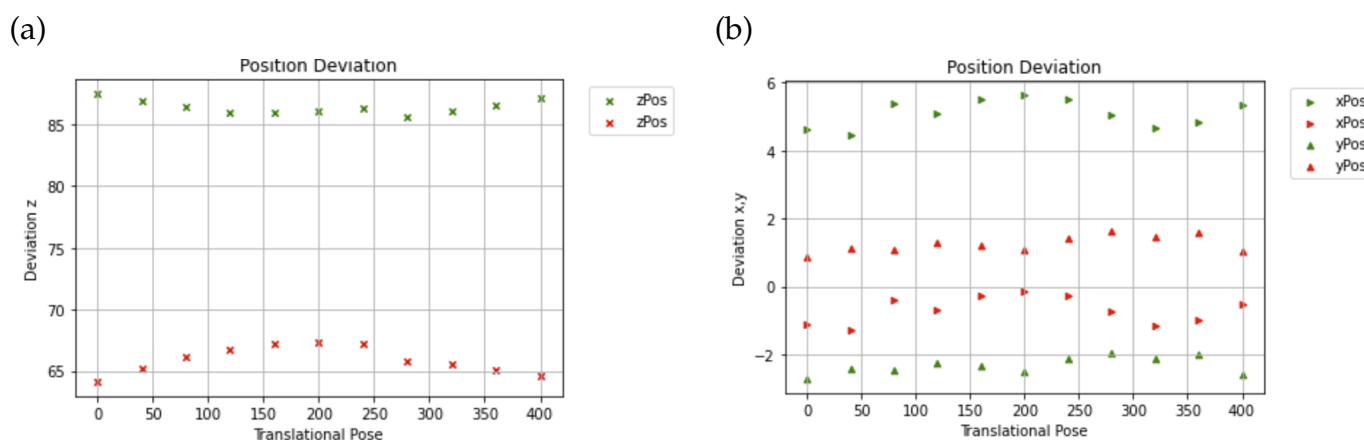 (a)
Position Deviation
85
80
75
70
65
0 50 100 150 200 250 300 350 400
Deviation z
Translational Pose
zPos
zPos
(b)
Position Deviation
6
4
2
0
−2
0 50 100 150 200 250 300 350 400
Deviation x,y
Translational Pose
xPos
xPos
yPos
yPos